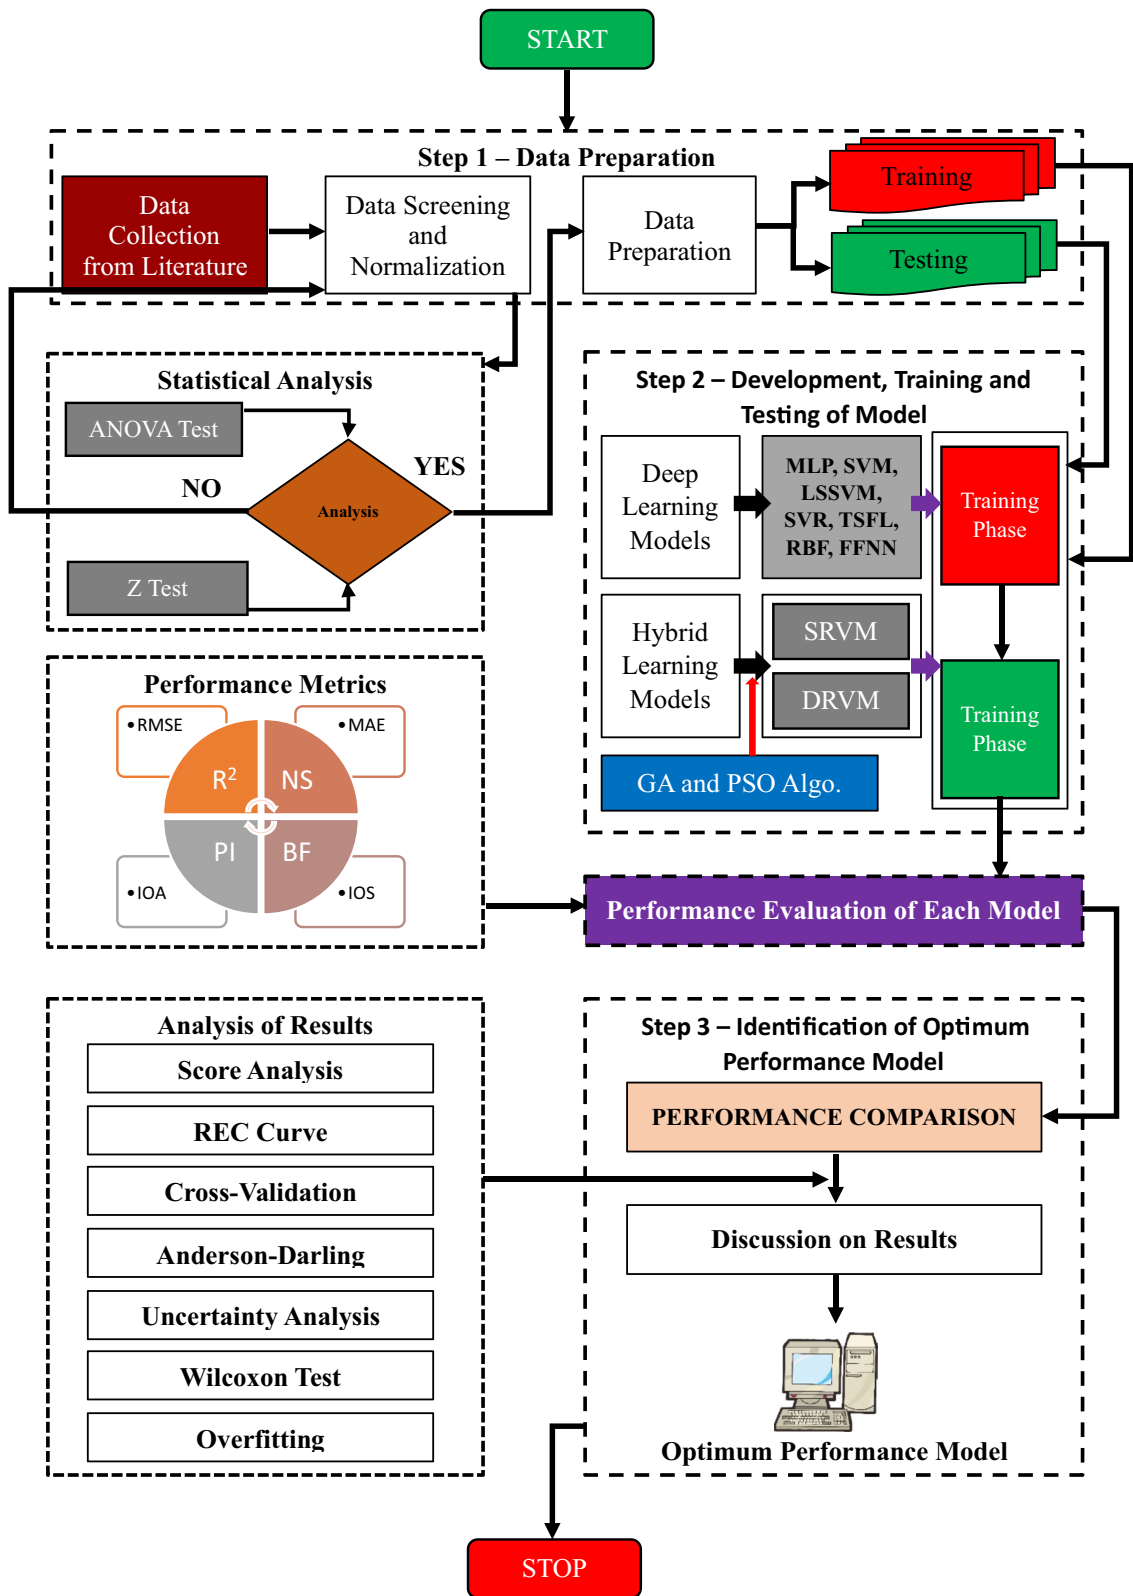 START
Step 1 – Data Preparation
Data
Collection
from Literature
Data Screening
and
Normalization
Data
Preparation
Training
Testing
Statistical Analysis
ANOVA Test
NO
YES
Analysis
Z Test
Step 2 – Development, Training and
Testing of Model
Deep
Learning
Models
MLP, SVM,
LSSVM,
SVR, TSFL,
RBF, FFNN
Training
Phase
Hybrid
Learning
Models
SRVM
DRVM
Training
Phase
GA and PSO Algo.
Performance Metrics
•RMSE
•MAE
R²
NS
PI
BF
•IOA
•IOS
Performance Evaluation of Each Model
Analysis of Results
Score Analysis
REC Curve
Cross-Validation
Anderson-Darling
Uncertainty Analysis
Wilcoxon Test
Overfitting
Step 3 – Identification of Optimum
Performance Model
PERFORMANCE COMPARISON
Discussion on Results
Optimum Performance Model
STOP